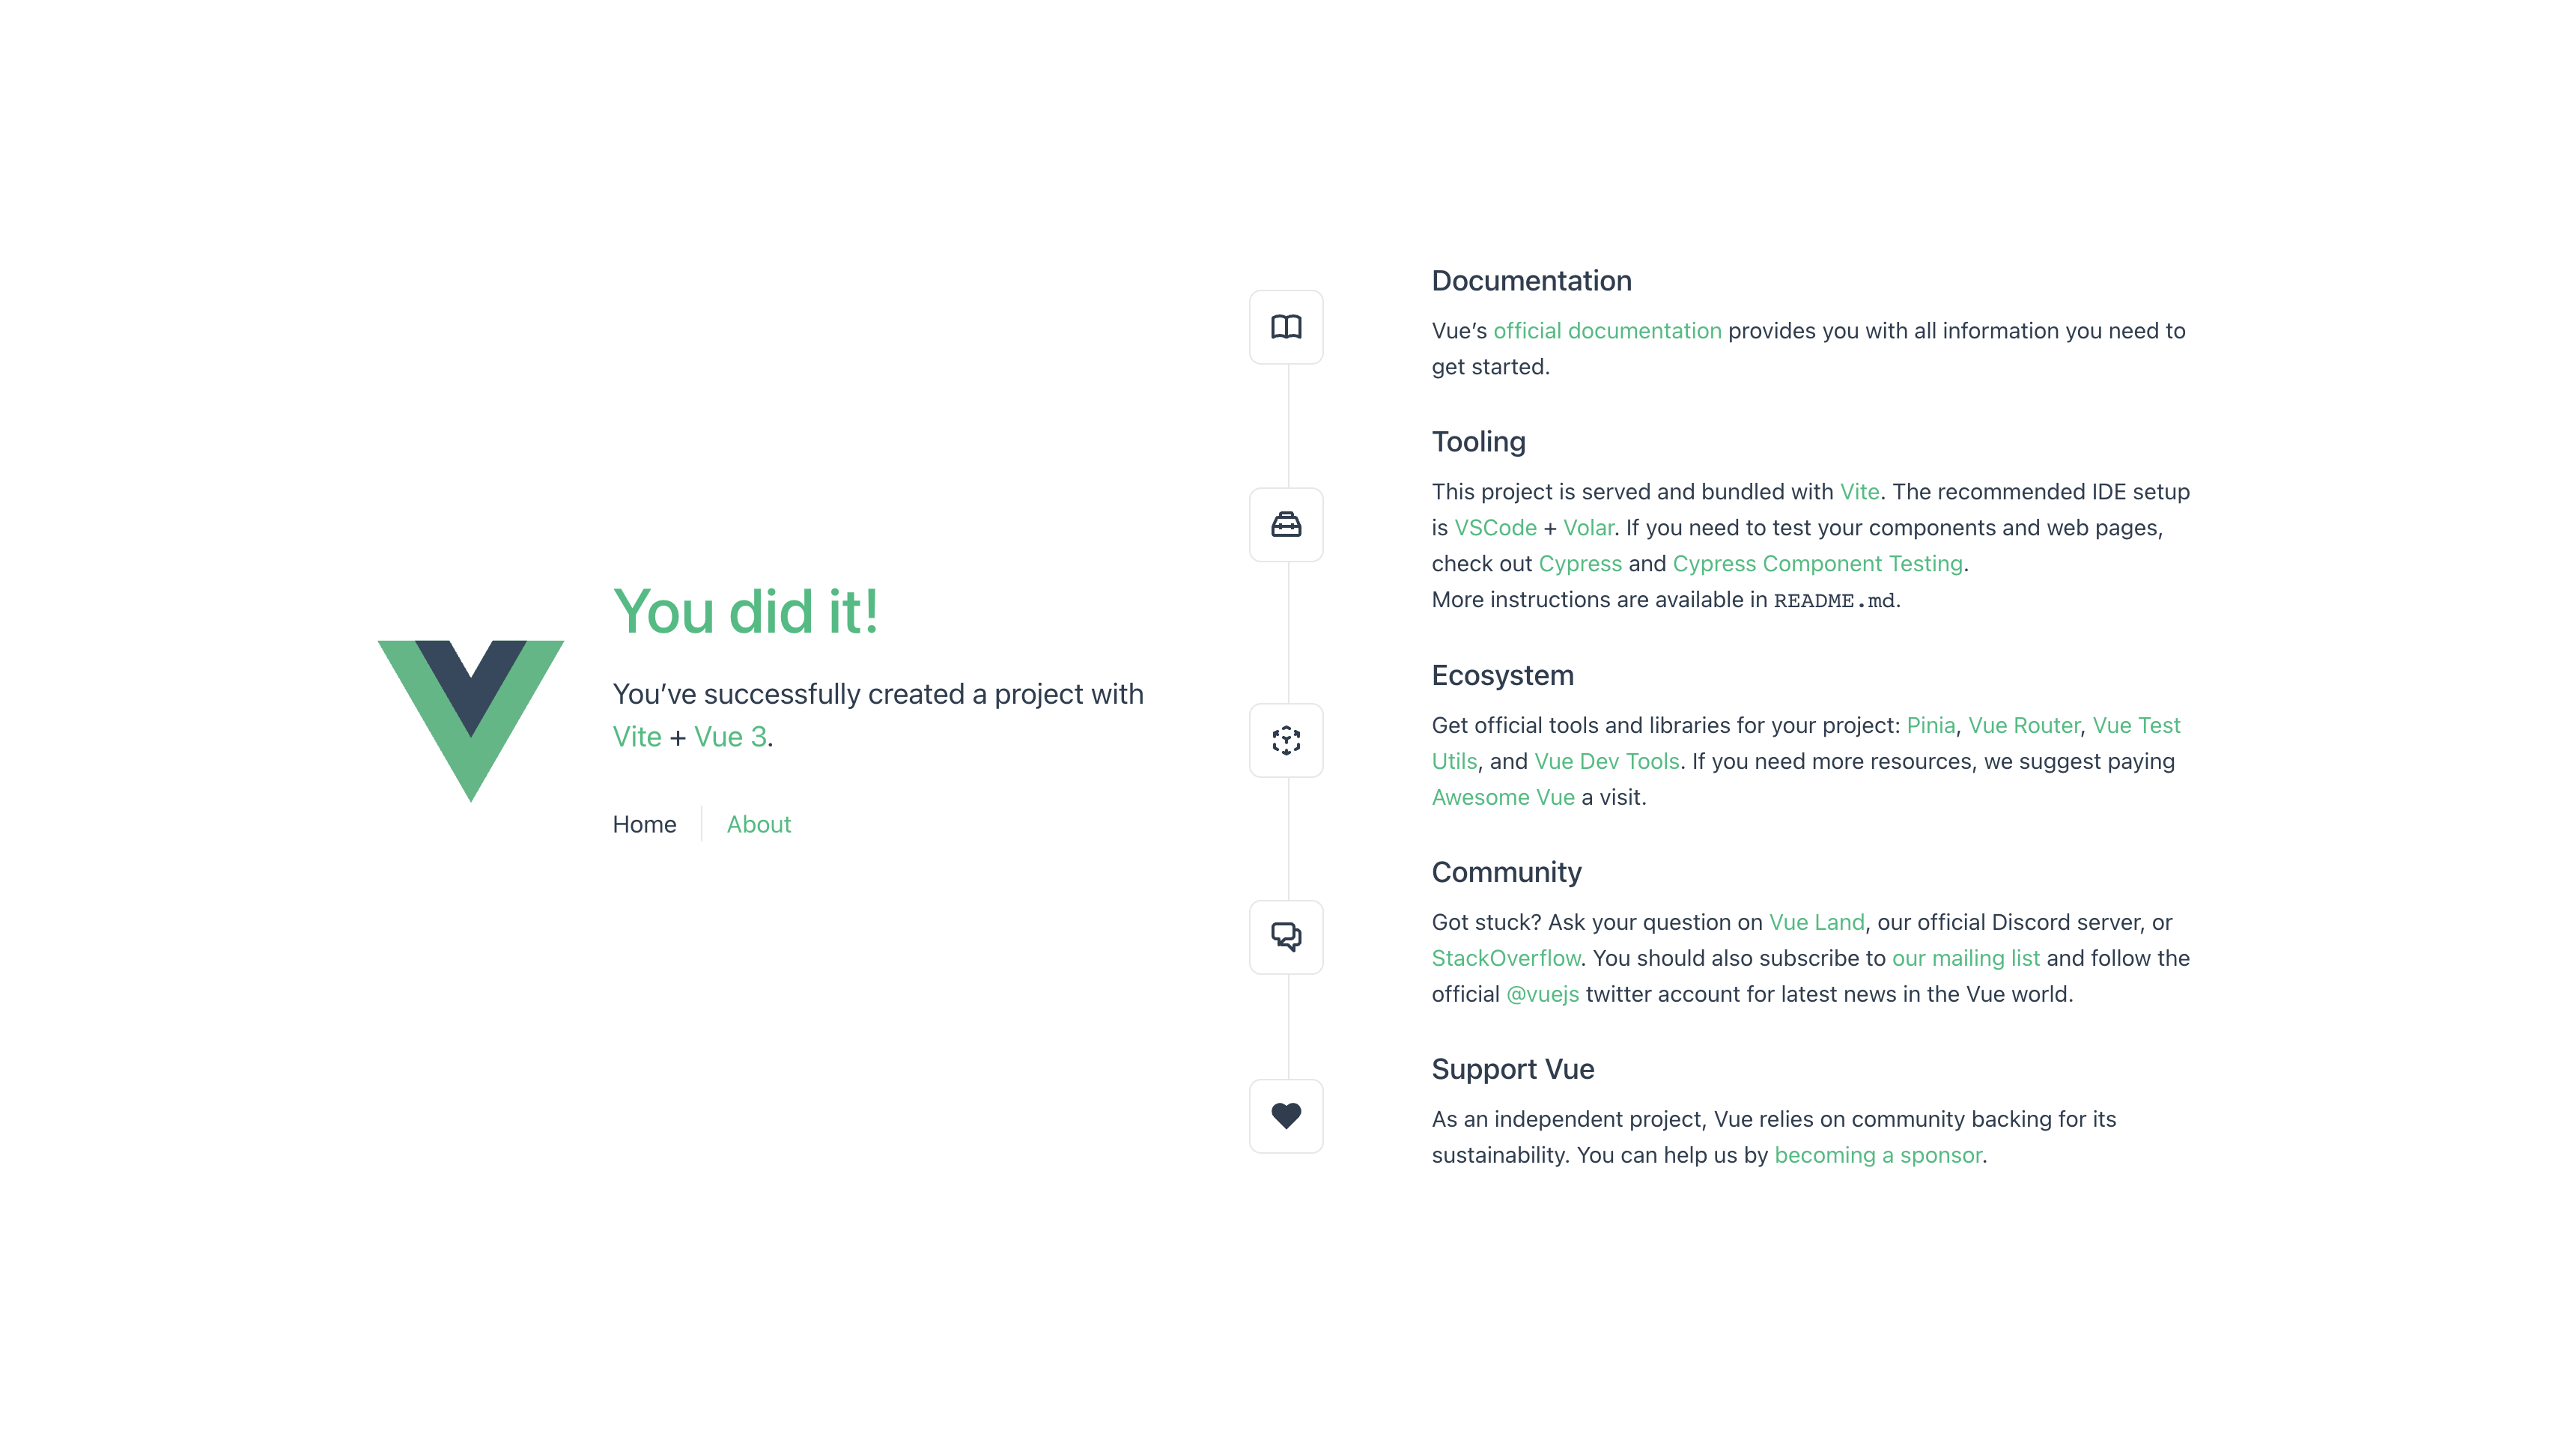 You did it!
You’ve successfully created a project with
Vite + Vue 3.
Home
About
Documentation
Vue’s official documentation provides you with all information you need to
get started.
Tooling
This project is served and bundled with Vite. The recommended IDE setup
is VSCode + Volar. If you need to test your components and web pages,
check out Cypress and Cypress Component Testing.
More instructions are available in README.md.
Ecosystem
Get official tools and libraries for your project: Pinia, Vue Router, Vue Test
Utils, and Vue Dev Tools. If you need more resources, we suggest paying
Awesome Vue a visit.
Community
Got stuck? Ask your question on Vue Land, our official Discord server, or
StackOverflow. You should also subscribe to our mailing list and follow the
official @vuejs twitter account for latest news in the Vue world.
Support Vue
As an independent project, Vue relies on community backing for its
sustainability. You can help us by becoming a sponsor.